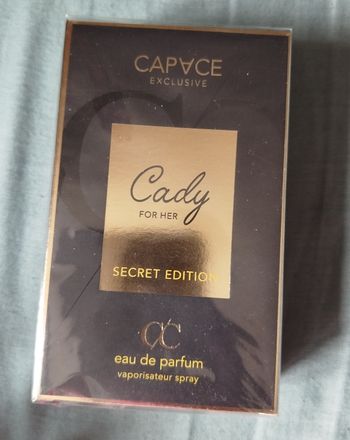 CAPACE
EXCLUSIVE
Cady
FOR HER
SECRET EDITION
CC
eau de parfum
vaporisateur spray